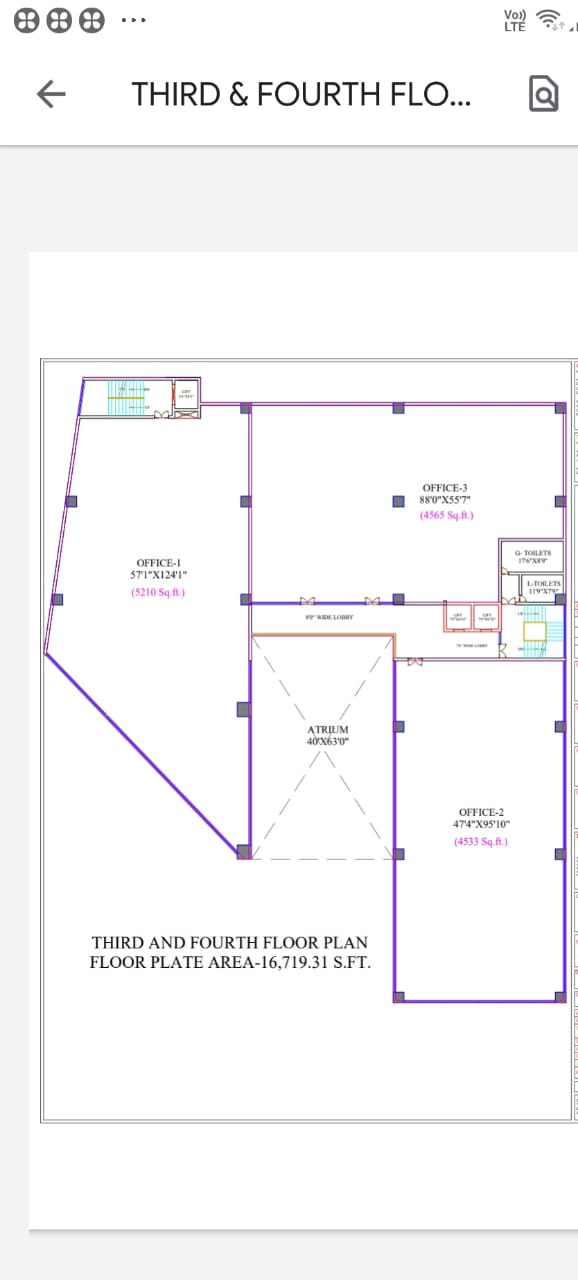 Vo))
LTE
THIRD & FOURTH FLO...
OFFICE-3
88'0"X55'7"
(4565 Sq.ft.)
G- TOILETS
17'6"X8'9"
L-TOILETS
11'9"X7'9"
OFFICE-1
57'1"X124'1"
(5210 Sq.ft.)
LIFT
LIFT
LIFT
WIDE LOBBY
WIDE LOBBY
ATRIUM
40'X63'0"
OFFICE-2
47'4"X95'10"
(4533 Sq.ft.)
THIRD AND FOURTH FLOOR PLAN
FLOOR PLATE AREA-16,719.31 S.FT.